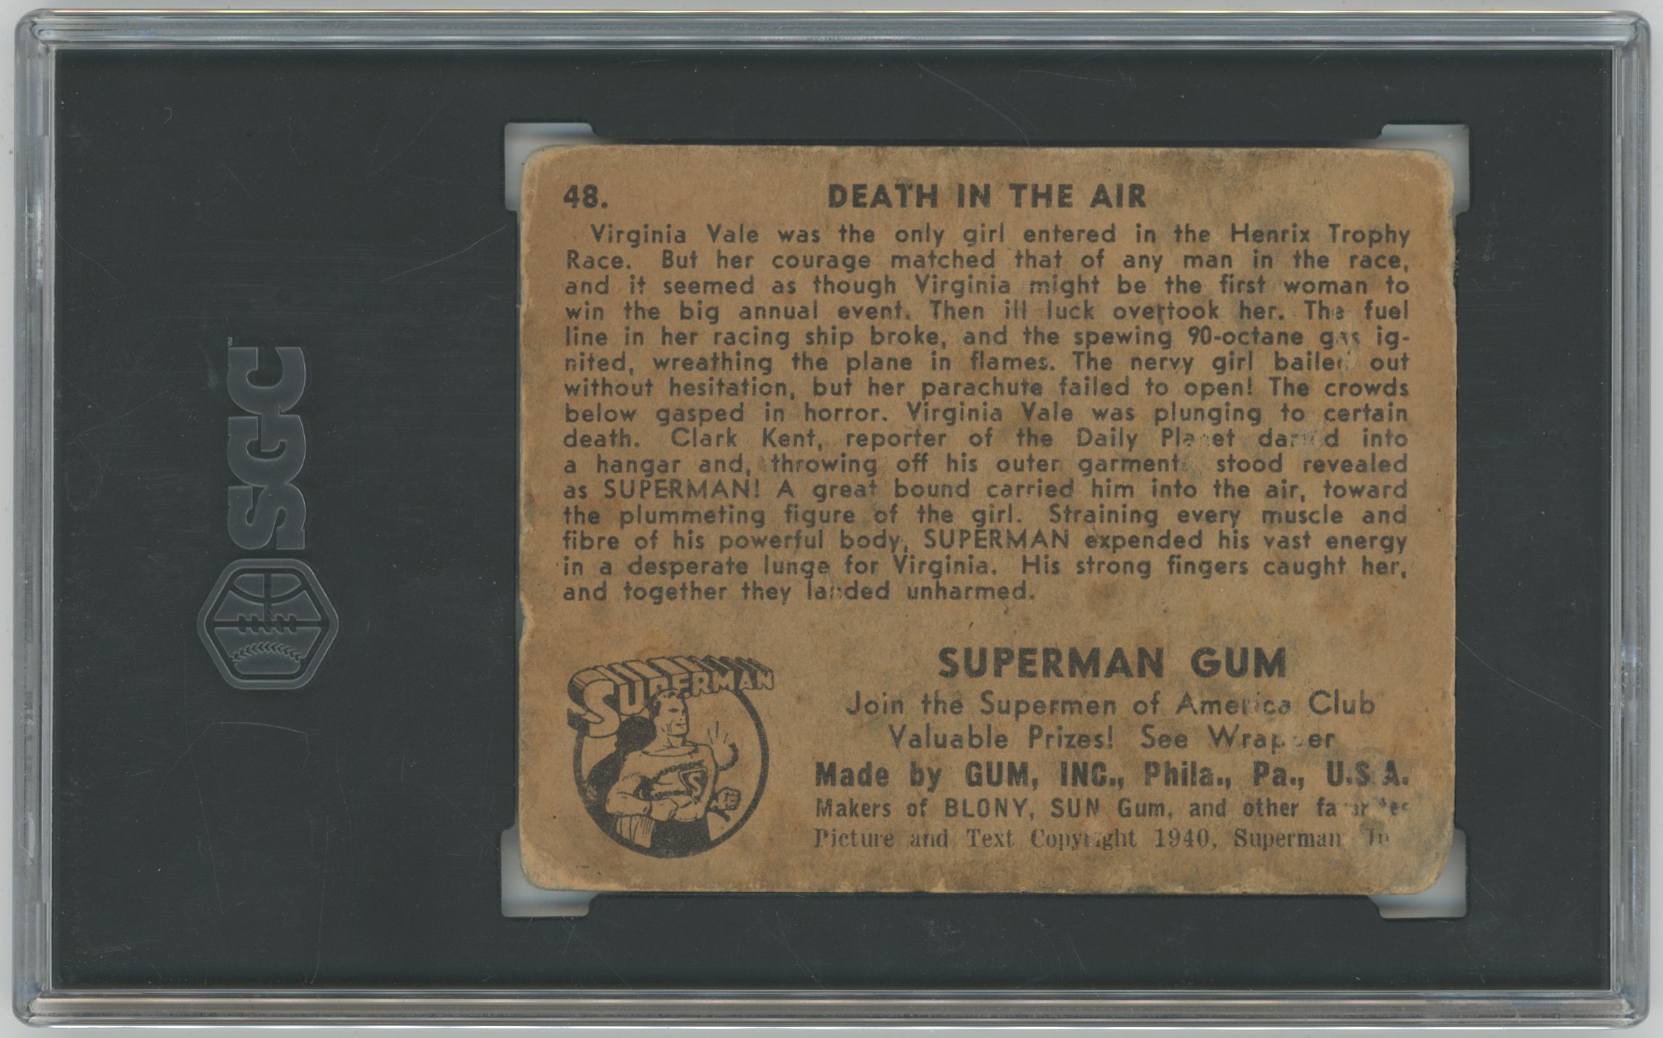 SGC
48. DEATH IN THE AIR
Virginia Vale was the only girl entered in the Henrix Trophy
Race. But her courage matched that of any man in the race,
and it seemed as though Virginia might be the first woman to
win the big annual event. Then ill luck overtook her. The fuel
line in her racing ship broke, and the spewing 90-octane gas ig-
nited, wreathing the plane in flames. The nervy girl bailed out
without hesitation, but her parachute failed to open! The crowds
below gasped in horror. Virginia Vale was plunging to certain
death. Clark Kent, reporter of the Daily Planet into
a hangar and, throwing off his outer stood revealed
as SUPERMAN! A great bound carried him into the air, toward
the plummeting figure of the girl. Straining every muscle and
fibre of his powerful body, SUPERMAN expended his vast energy
in a desperate lunge for Virginia. His strong fingers caught her,
and together they landed unharmed.
SUPERMAN
S
SUPERMAN GUM
Join the Supermen of America Club
Valuable Prizes! See Wrapper
Made by GUM, INC., Phila., Pa., U.S.A.
Makers of BLONY, SUN Gum, and other favorites
Picture and Text Copyright 1940, Superman